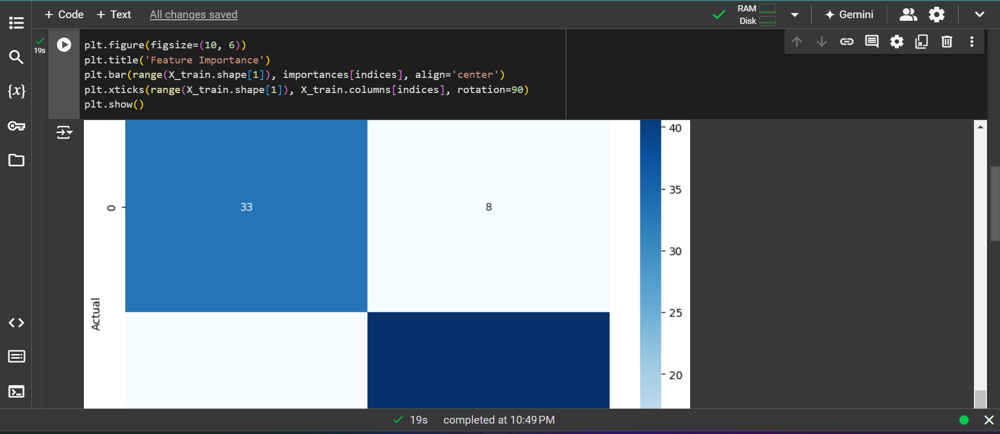 + Code + Text All changes saved
RAM
Disk
Gemini
19s
plt.figure(figsize=(10, 6))
plt.title('Feature Importance')
plt.bar(range(X_train.shape[1]), importances[indices], align='center')
plt.xticks(range(X_train.shape[1]), X_train.columns[indices], rotation=90)
plt.show()
{x}
40
35
0
33
8
30
Actual
25
20
19s completed at 10:49 PM